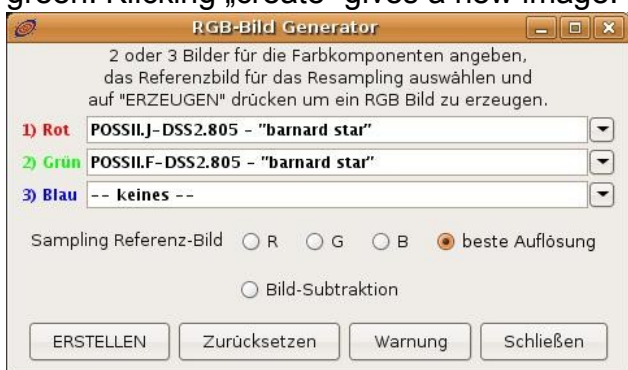 green. Klicking „create“ gives a new image.
RGB-Bild Generator
2 oder 3 Bilder für die Farbkomponenten angeben,
das Referenzbild für das Resampling auswählen und
auf "ERZEUGEN" drücken um ein RGB Bild zu erzeugen.
1) Rot POSSII.J-DSS2.805 - "barnard star"
2) Grün POSSII.F-DSS2.805 - "barnard star"
3) Blau -- keines --
Sampling Referenz-Bild R G B beste Auflösung
Bild-Subtraktion
ERSTELLEN Zurücksetzen Warnung Schließen